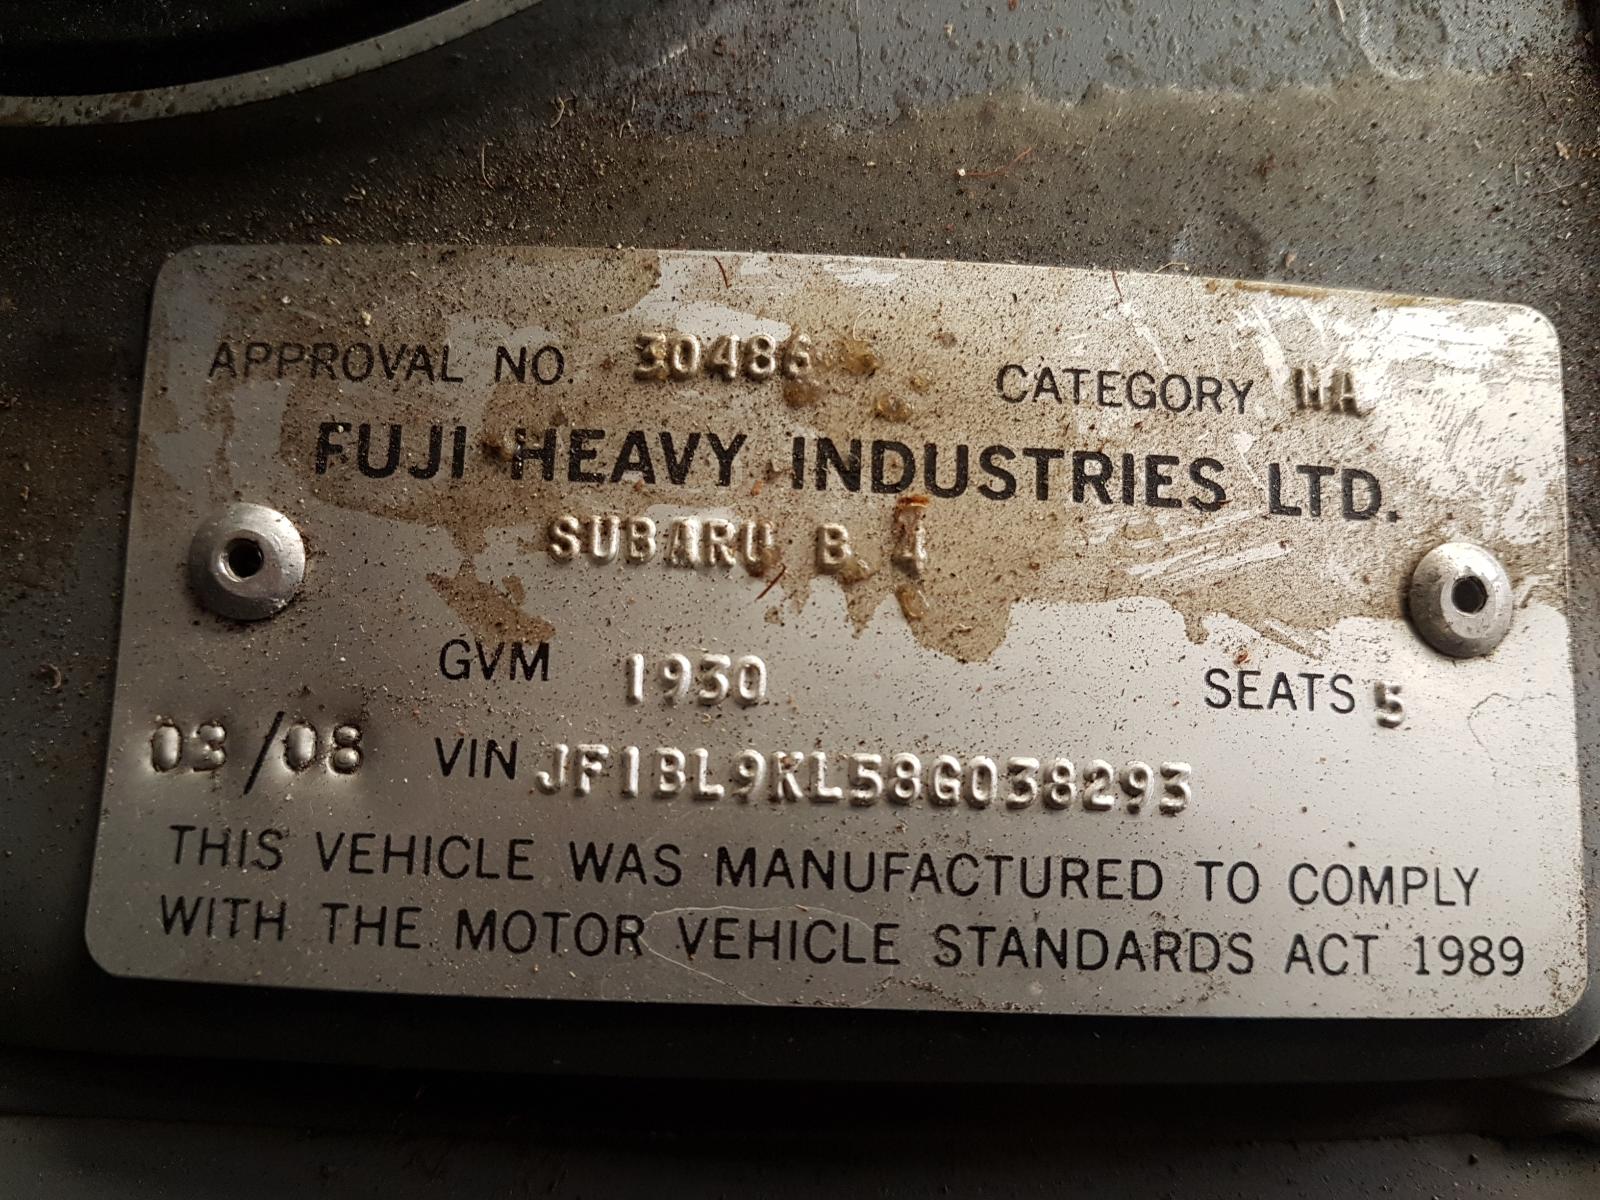 APPROVAL NO. 30486 CATEGORY MA
FUJI HEAVY INDUSTRIES LTD.
SUBARU B 4
GVM 1930 SEATS 5
03/08 VIN JF1BL9KL58G038293
THIS VEHICLE WAS MANUFACTURED TO COMPLY
WITH THE MOTOR VEHICLE STANDARDS ACT 1989